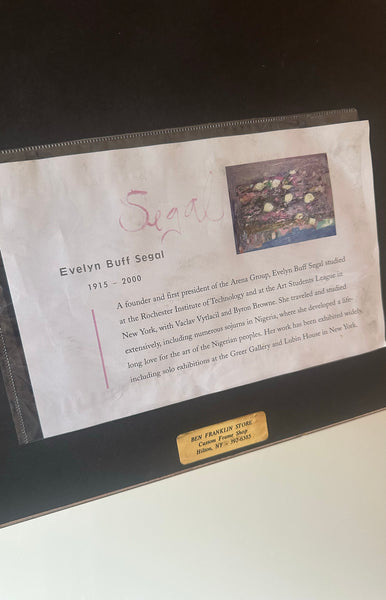 Segal
Evelyn Buff Segal
1915 – 2000
A founder and first president of the Arena Group, Evelyn Buff Segal studied
at the Rochester Institute of Technology and at the Art Students League in
New York, with Vaclav Vytlacil and Byron Browne. She traveled and studied
extensively, including numerous sojurns in Nigeria, where she developed a life-
long love for the art of the Nigerian peoples. Her work has been exhibited widely,
including solo exhibitions at the Greer Gallery and Lubin House in New York.
BEN FRANKLIN STORE
Custom Frame Shop
Hilton, NY - 392-6385